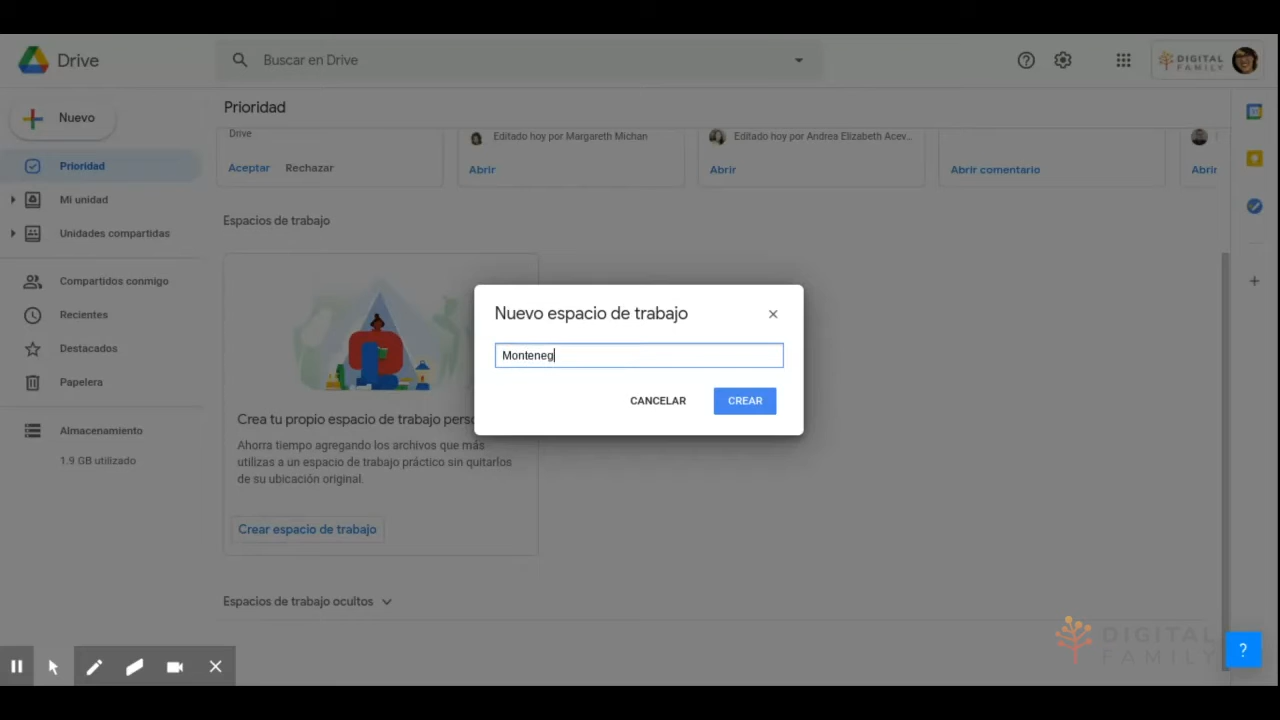 Drive
Buscar en Drive
DIGITAL
FAMILY
Nuevo
Prioridad
Prioridad
Mi unidad
Unidades compartidas
Compartidos conmigo
Recientes
Destacados
Papelera
Almacenamiento
1.9 GB utilizado
Drive
Aceptar
Rechazar
Editado hoy por Margareth Michan
Abrir
Editado hoy por Andrea Elizabeth Acev...
Abrir
Abrir comentario
Abrir
Espacios de trabajo
Crea tu propio espacio de trabajo pers
Ahorra tiempo agregando los archivos que más
utilizas a un espacio de trabajo práctico sin quitarlos
de su ubicación original.
Crear espacio de trabajo
Espacios de trabajo ocultos
Nuevo espacio de trabajo
Monteneg
CANCELAR
CREAR
DIGITAL
FAMILY
?